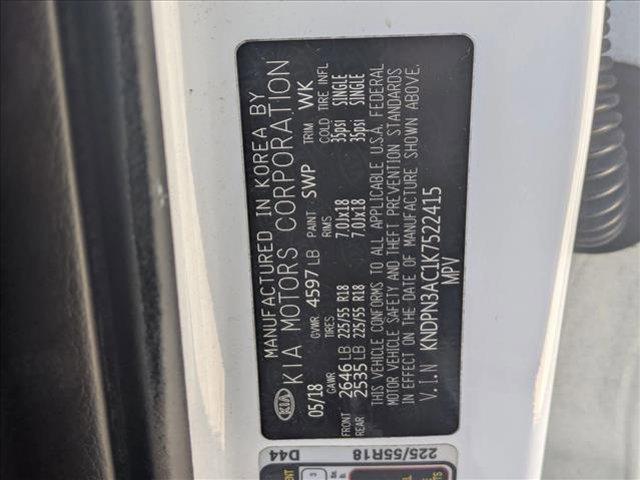 MANUFACTURED IN KOREA BY
KIA KIA MOTORS CORPORATION
05/18 GVWR 4597 LB PAINT SWP TRIM WK
GAWR TIRES RIMS COLD TIRE INFL
FRONT 2646 LB 225/55 R18 7.0Jx18 35psi SINGLE
REAR 2535 LB 225/55 R18 7.0Jx18 35psi SINGLE
THIS VEHICLE CONFORMS TO ALL APPLICABLE U.S.A. FEDERAL
MOTOR VEHICLE SAFETY AND THEFT PREVENTION STANDARDS
IN EFFECT ON THE DATE OF MANUFACTURE SHOWN ABOVE.
V.I.N KNDPN3AC1K7522415
MPV
D44
225/55R18